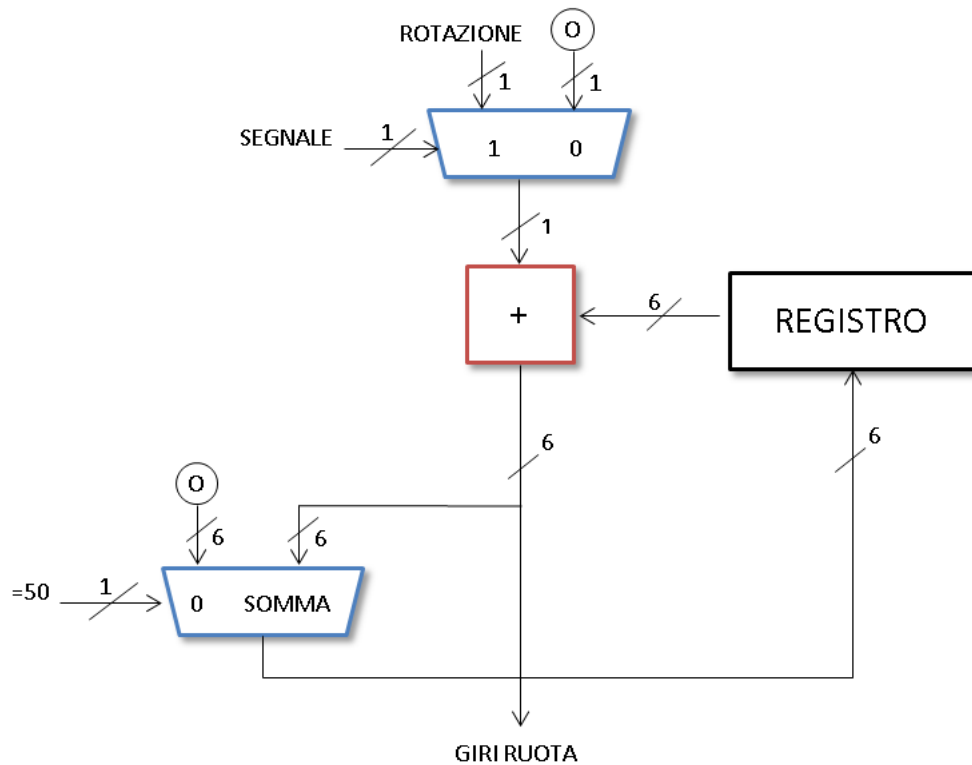 ROTAZIONE O
1 1
SEGNALE 1
1 0
1
+ 6 REGISTRO
6 6
O
6 6
=50 1
0 SOMMA
GIRI RUOTA